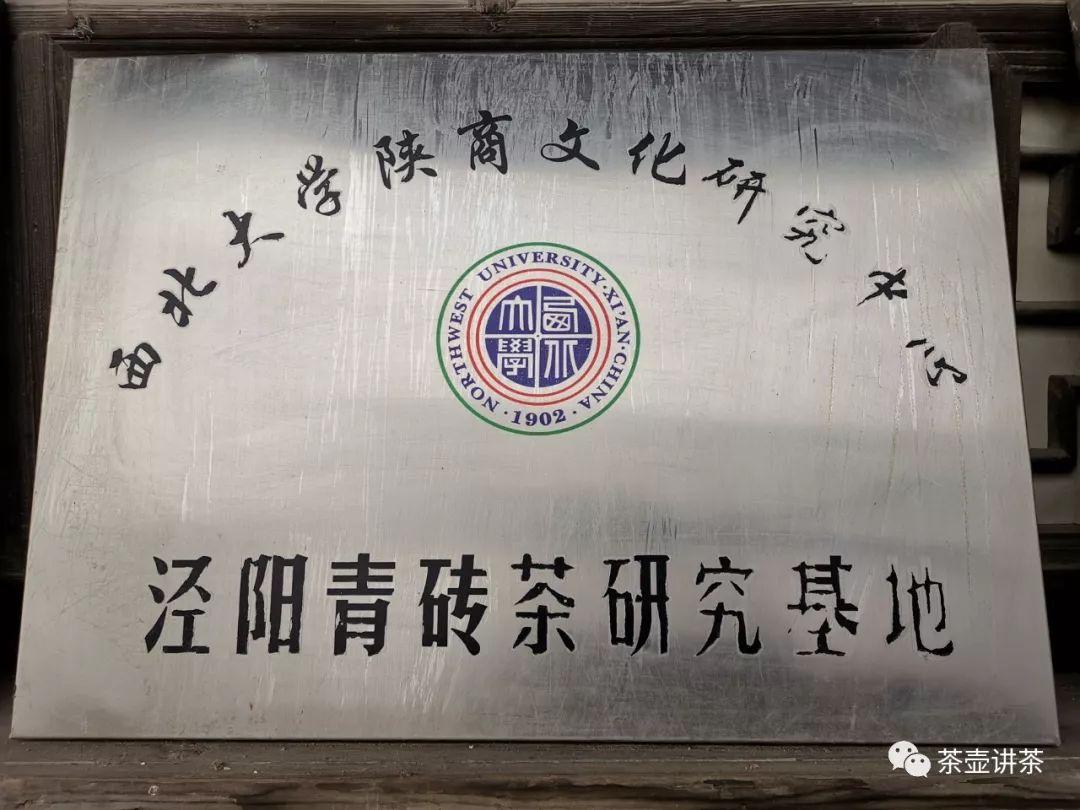 西北大学陕商文化研究中心
NORTHWEST UNIVERSITY·XI'AN·CHINA
·1902·
西北大學
泾阳青砖茶研究基地
茶壶讲茶